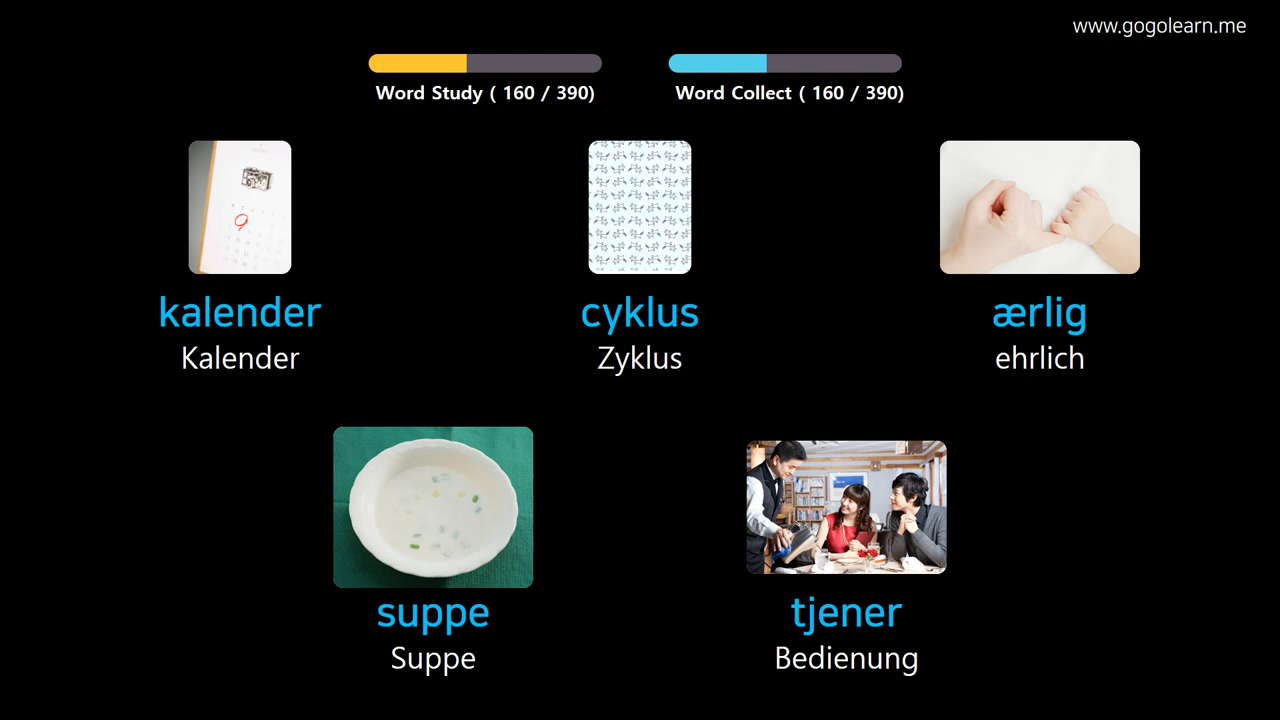 www.gogolearn.me
Word Study ( 160 / 390)
Word Collect ( 160 / 390)
kalender
Kalender
cyklus
Zyklus
ærlig
ehrlich
suppe
Suppe
tjener
Bedienung